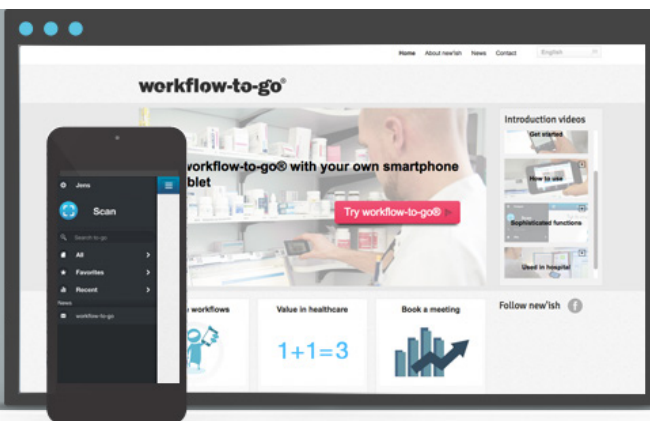 Home About new'ish News Contact English
workflow-to-go®
Introduction videos
Get started
How to use
Sophisticated functions
Used in hospital
workflow-to-go® with your own smartphone
Try workflow-to-go®
workflows
Value in healthcare
1+1=3
Book a meeting
Follow new'ish
Jens
Scan
Search to go
All
Favorites
Recent
News
workflow-to-go